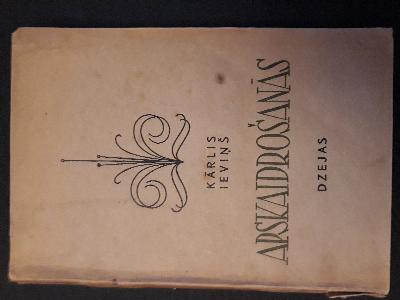 KĀRLIS
IEVIŅŠ
APSKAIDROŠANĀS
DZEJAS